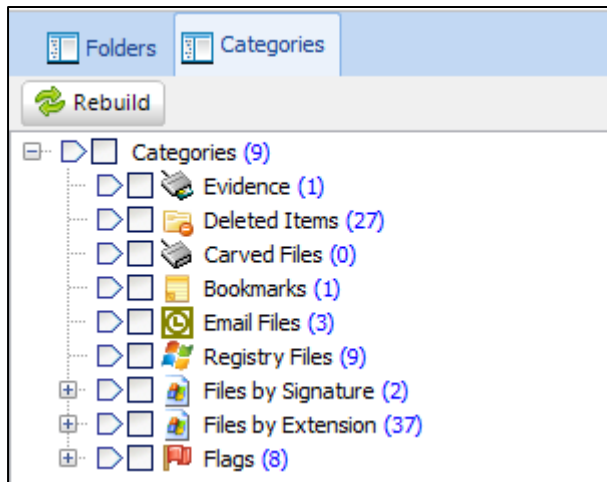 Folders Categories
Rebuild
Categories (9)
Evidence (1)
Deleted Items (27)
Carved Files (0)
Bookmarks (1)
Email Files (3)
Registry Files (9)
Files by Signature (2)
Files by Extension (37)
Flags (8)